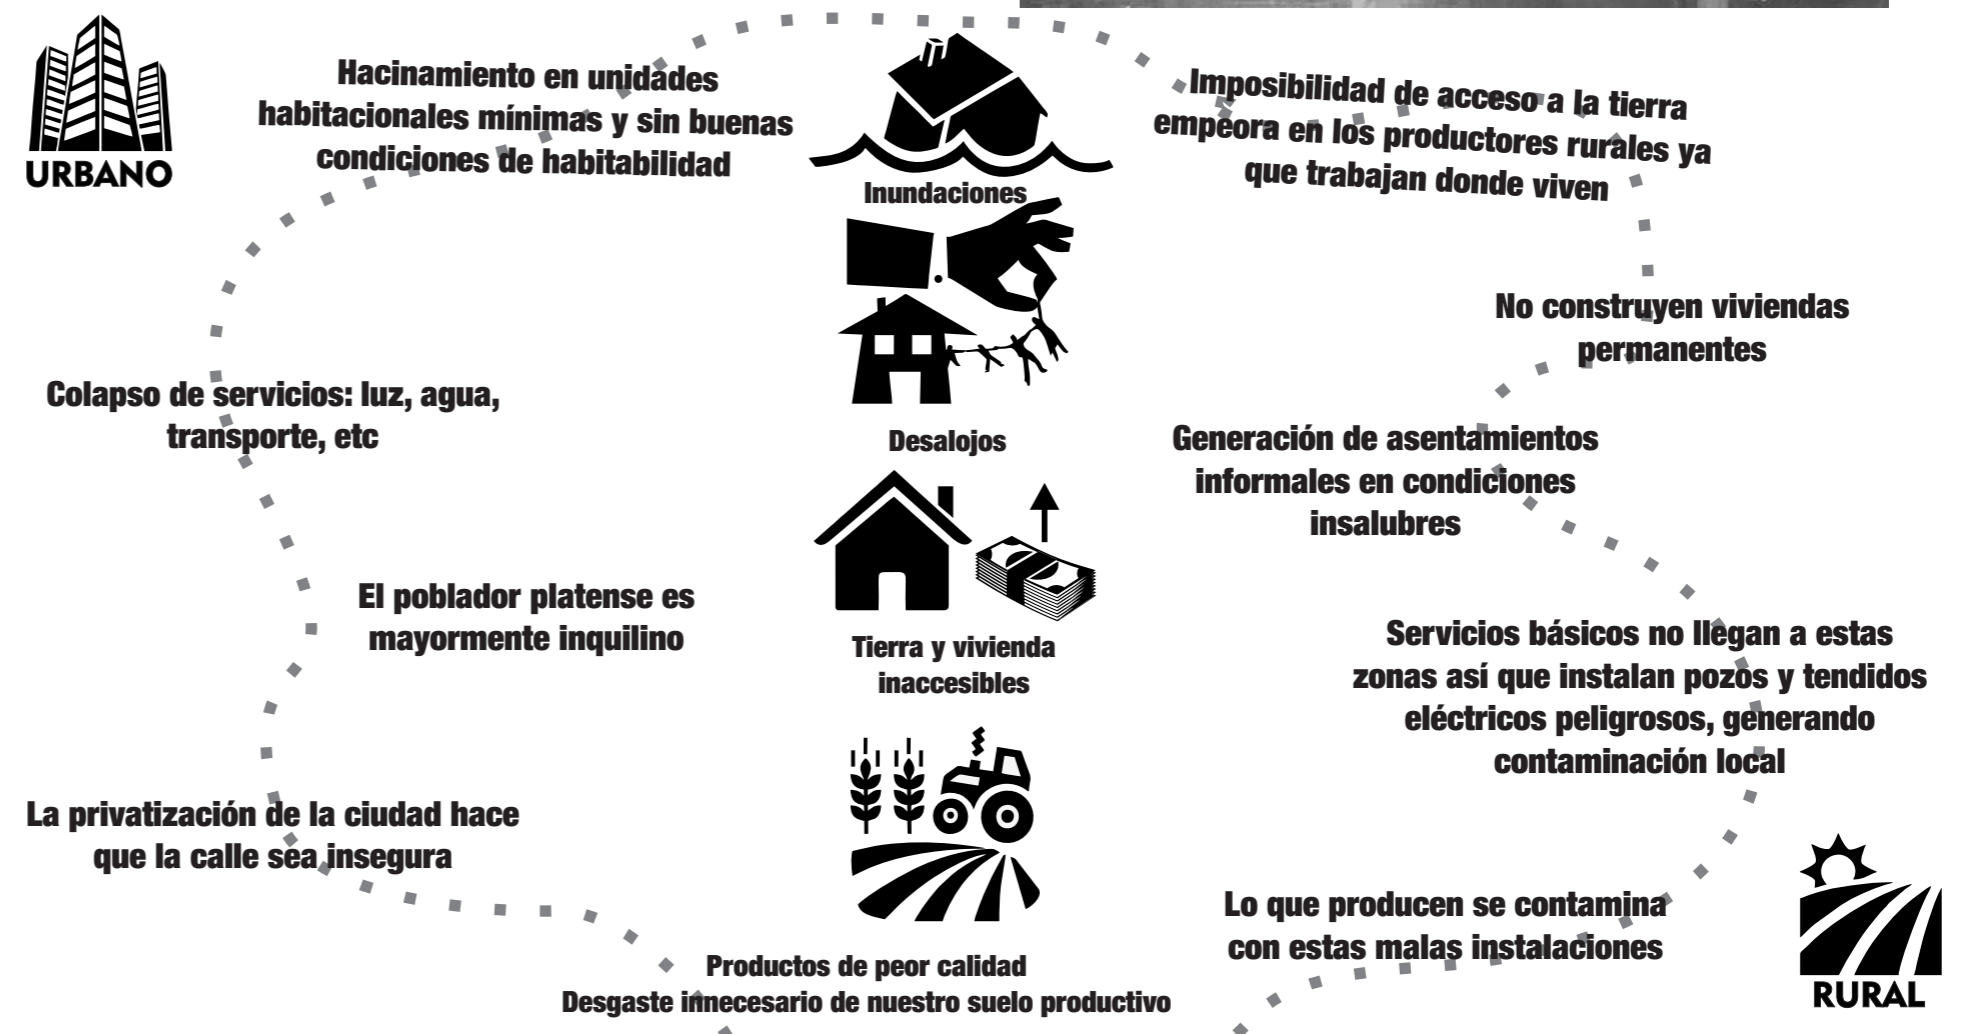 URBANO
Hacinamiento en unidades
habitacionales mínimas y sin buenas
condiciones de habitabilidad
Colapso de servicios: luz, agua,
transporte, etc
El poblador platense es
mayormente inquilino
La privatización de la ciudad hace
que la calle sea insegura
Inundaciones
Desalojos
Tierra y vivienda
inaccesibles
Productos de peor calidad
Desgaste innecesario de nuestro suelo productivo
Imposibilidad de acceso a la tierra
empeora en los productores rurales ya
que trabajan donde viven
No construyen viviendas
permanentes
Generación de asentamientos
informales en condiciones
insalubres
Servicios básicos no llegan a estas
zonas así que instalan pozos y tendidos
eléctricos peligrosos, generando
contaminación local
Lo que producen se contamina
con estas malas instalaciones
RURAL